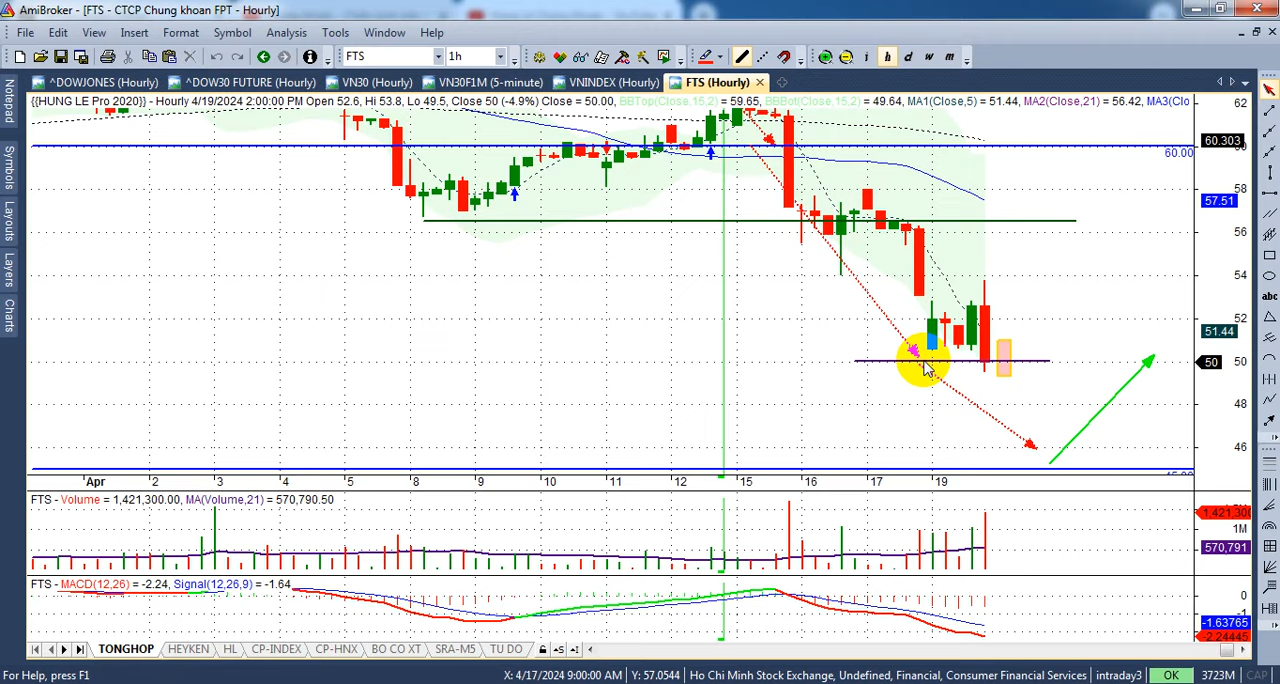 AmiBroker - [FTS - CTCP Chung khoan FPT - Hourly]
File Edit View Insert Format Symbol Analysis Tools Window Help
FTS 1h i h d w m
^DOWJONES (Hourly) ^DOW30 FUTURE (Hourly) VN30 (Hourly) VN30F1M (5-minute) VNINDEX (Hourly) FTS (Hourly)
Notepad
Symbols
Layouts
Layers
Charts
{{HUNG LE Pro 2020}} - Hourly 4/19/2024 2:00:00 PM Open 52.6, Hi 53.8, Lo 49.5, Close 50 (-4.9%) Close = 50.00, BBTop(Close,15,2) = 59.65, BBBot(Close,15,2) = 49.64, MA1(Close,5) = 51.44, MA2(Close,21) = 56.42, MA3(Clo
62
60.303
60.00
58
57.51
56
54
52
51.44
50
48
46
abc
Apr 2 3 4 5 8 9 10 11 12 15 16 17 19
FTS - Volume = 1,421,300.00, MA(Volume,21) = 570,790.50
1,421,300
1M
570,791
FTS - MACD(12,26) = -2.24, Signal(12,26,9) = -1.64
0
-1
-1.63765
-2.24445
TONGHOP HEYKEN HL CP-INDEX CP-HNX BO CO XT SRA-M5 TU DO
For Help, press F1 X: 4/17/2024 9:00:00 AM Y: 57.0544 Ho Chi Minh Stock Exchange, Undefined, Financial, Consumer Financial Services intraday3 OK 3723M CAP